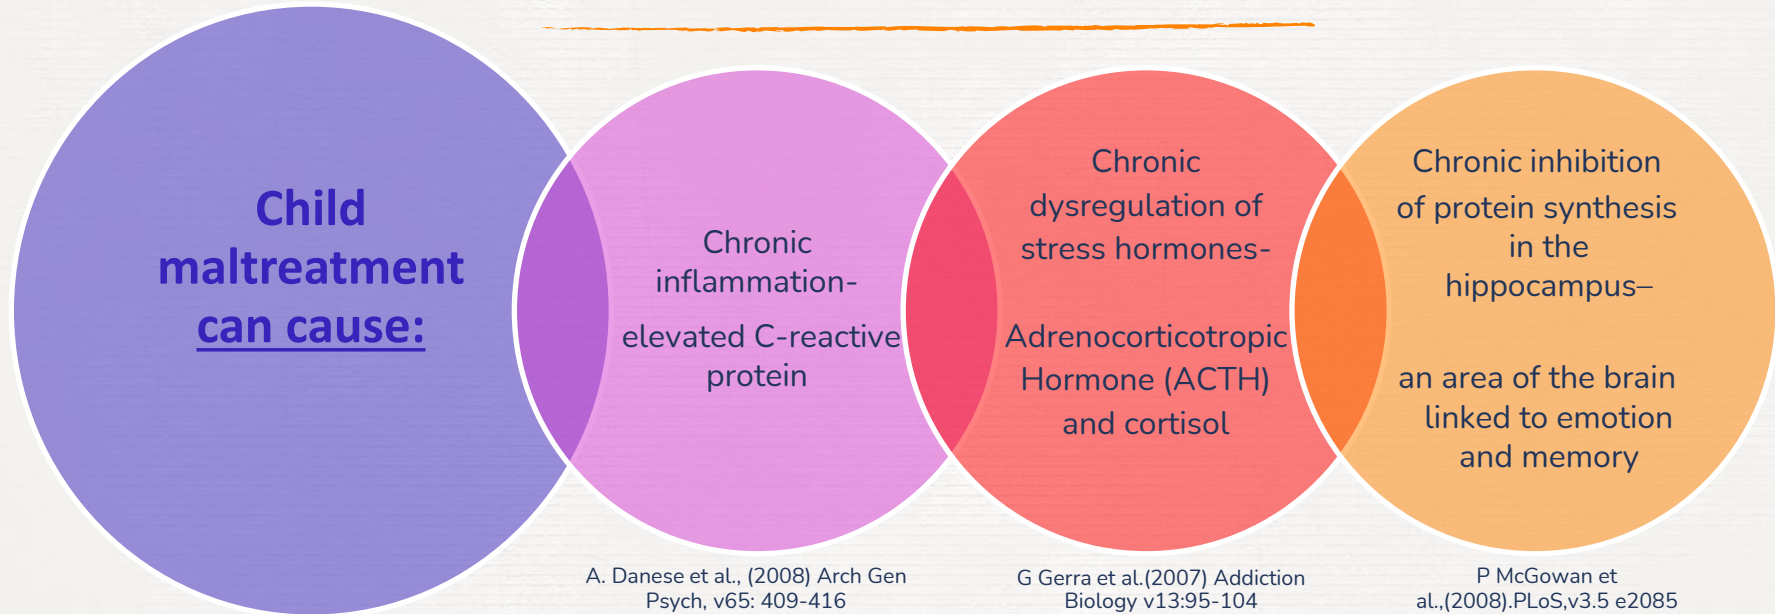 Child
maltreatment
can cause:
Chronic
inflammation-
elevated C-reactive
protein
Chronic
dysregulation of
stress hormones-
Adrenocorticotropic
Hormone (ACTH)
and cortisol
Chronic inhibition
of protein synthesis
in the
hippocampus–
an area of the brain
linked to emotion
and memory
A. Danese et al., (2008) Arch Gen
Psych, v65: 409-416
G Gerra et al.(2007) Addiction
Biology v13:95-104
P McGowan et
al.,(2008).PLoS,v3.5 e2085